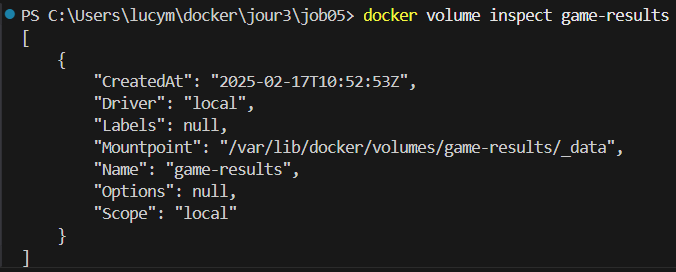 PS C:\Users\lucym\docker\jour3\job05> docker volume inspect game-results
[
    {
        "CreatedAt": "2025-02-17T10:52:53Z",
        "Driver": "local",
        "Labels": null,
        "Mountpoint": "/var/lib/docker/volumes/game-results/_data",
        "Name": "game-results",
        "Options": null,
        "Scope": "local"
    }
]